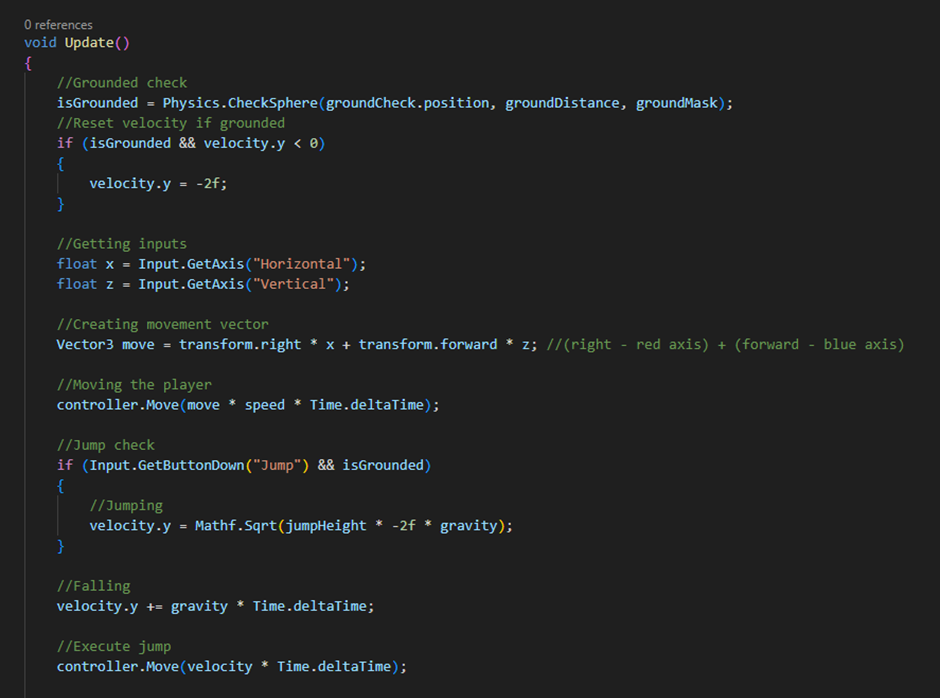 0 references
void Update()
{
//Grounded check
isGrounded = Physics.CheckSphere(groundCheck.position, groundDistance, groundMask);
//Reset velocity if grounded
if (isGrounded && velocity.y < 0)
{
velocity.y = -2f;
}
//Getting inputs
float x = Input.GetAxis("Horizontal");
float z = Input.GetAxis("Vertical");
//Creating movement vector
Vector3 move = transform.right * x + transform.forward * z; //(right - red axis) + (forward - blue axis)
//Moving the player
controller.Move(move * speed * Time.deltaTime);
//Jump check
if (Input.GetButtonDown("Jump") && isGrounded)
{
//Jumping
velocity.y = Mathf.Sqrt(jumpHeight * -2f * gravity);
}
//Falling
velocity.y += gravity * Time.deltaTime;
//Execute jump
controller.Move(velocity * Time.deltaTime);